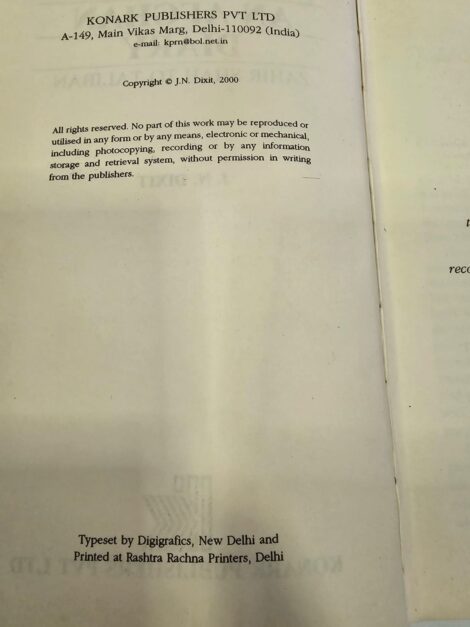 KONARK PUBLISHERS PVT LTD
A-149, Main Vikas Marg, Delhi-110092 (India)
e-mail: kprn@bol.net.in
Copyright © J.N. Dixit, 2000
All rights reserved. No part of this work may be reproduced or
utilised in any form or by any means, electronic or mechanical,
including photocopying, recording or by any information
storage and retrieval system, without permission in writing
from the publishers.
Typeset by Digigrafics, New Delhi and
Printed at Rashtra Rachna Printers, Delhi